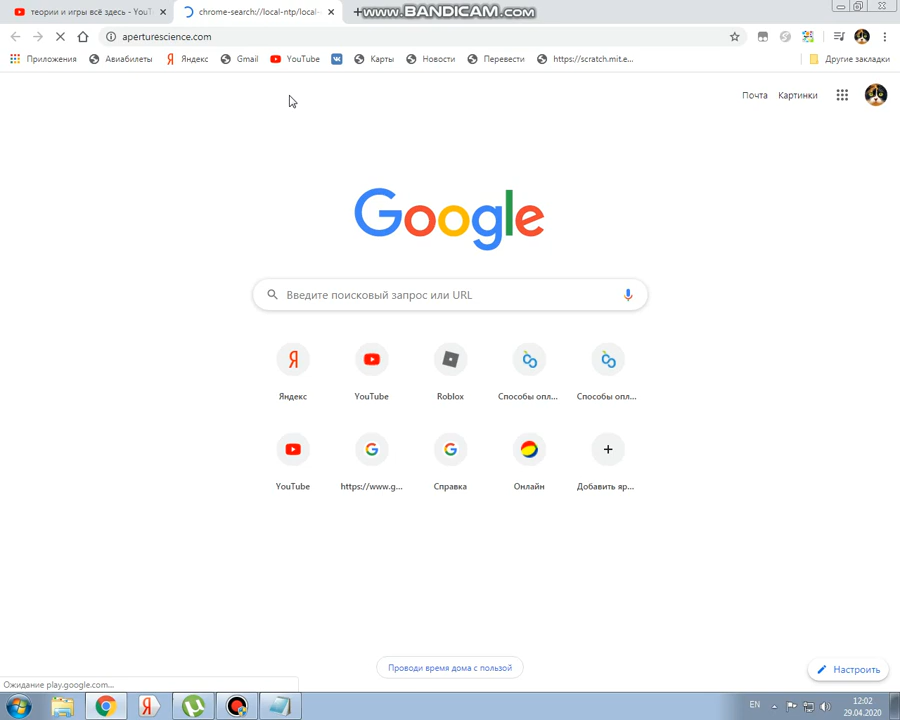 теории и игры всё здесь - YouT
chrome-search://local-ntp/local-
www.BANDICAM.com
aperturescience.com
Приложения
Авиабилеты
Яндекс
Gmail
YouTube
Карты
Новости
Перевести
https://scratch.mit.e...
Другие закладки
Почта
Картинки
Google
Введите поисковый запрос или URL
Яндекс
YouTube
Roblox
Способы опл...
Способы опл...
YouTube
https://www.g...
Справка
Онлайн
Добавить яр...
Проводи время дома с пользой
Настроить
Ожидание play.google.com...
EN
12:02
29.04.2020